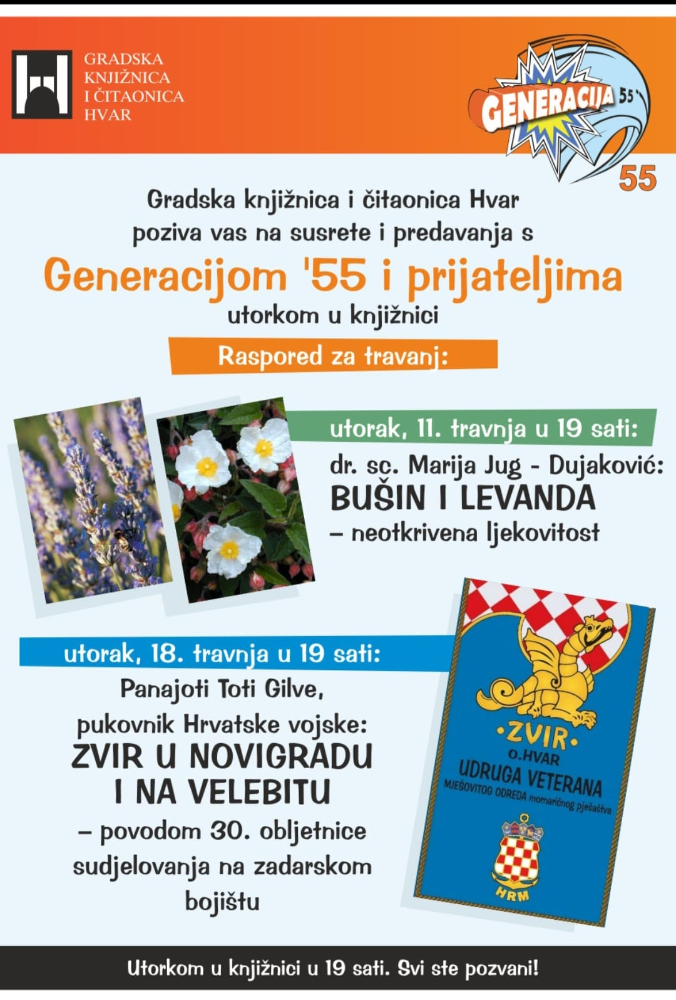 GRADSKA
KNJIŽNICA
I ČITAONICA
HVAR
GENERACIJA 55'
55
Gradska knjižnica i čitaonica Hvar
poziva vas na susrete i predavanja s
Generacijom '55 i prijateljima
utorkom u knjižnici
Raspored za travanj:
utorak, 11. travnja u 19 sati:
dr. sc. Marija Jug - Dujaković:
BUŠIN I LEVANDA
– neotkrivena ljekovitost
utorak, 18. travnja u 19 sati:
Panajoti Toti Gilve,
pukovnik Hrvatske vojske:
ZVIR U NOVIGRADU
I NA VELEBITU
– povodom 30. obljetnice
sudjelovanja na zadarskom
bojištu
•ZVIR•
O.HVAR
UDRUGA VETERANA
MJEŠOVITOG ODREDA mornaričnog pješaštva
HRM
Utorkom u knjižnici u 19 sati. Svi ste pozvani!